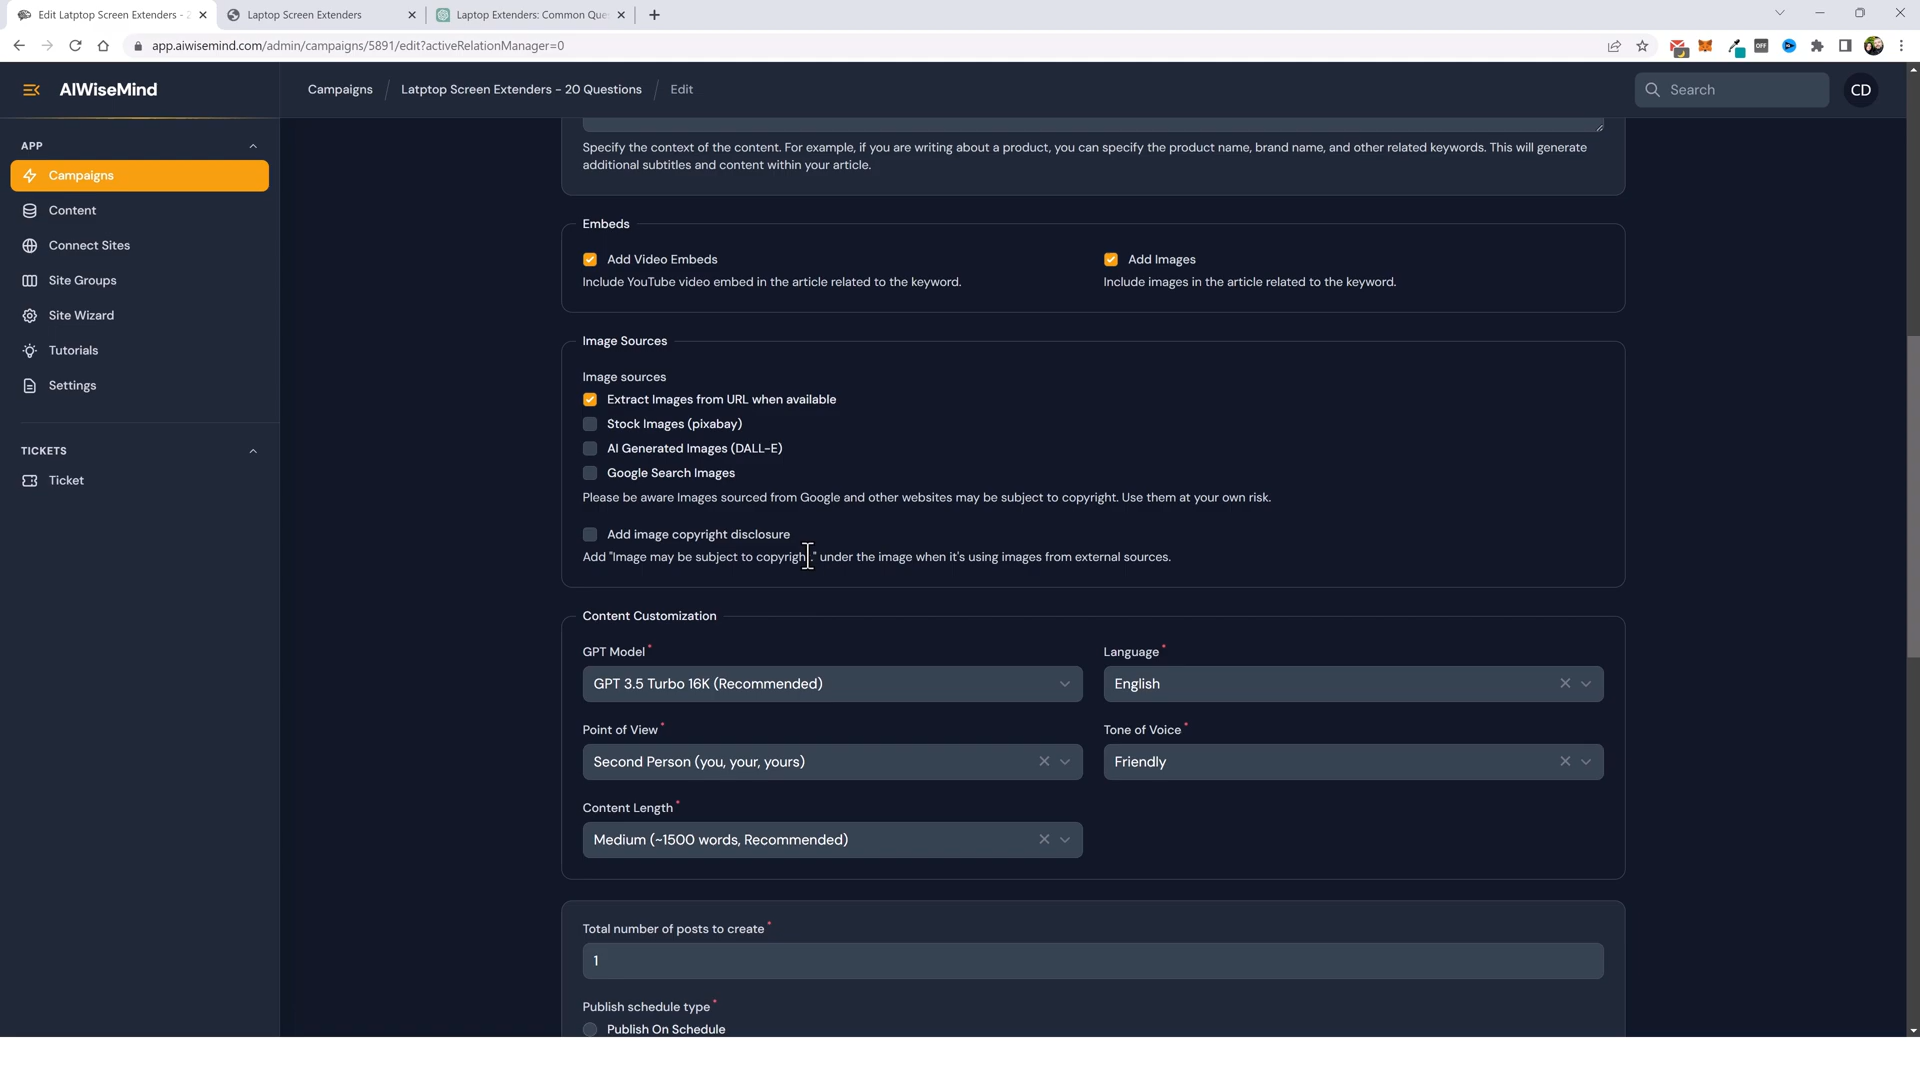 Edit Latptop Screen Extenders - 2
Laptop Screen Extenders
Laptop Extenders: Common Que
app.aiwisemind.com/admin/campaigns/5891/edit?activeRelationManager=0
OFF
AIWiseMind
Campaigns / Latptop Screen Extenders - 20 Questions / Edit
Search
CD
APP
Campaigns
Content
Connect Sites
Site Groups
Site Wizard
Tutorials
Settings
TICKETS
Ticket
Specify the context of the content. For example, if you are writing about a product, you can specify the product name, brand name, and other related keywords. This will generate
additional subtitles and content within your article.
Embeds
Add Video Embeds
Include YouTube video embed in the article related to the keyword.
Add Images
Include images in the article related to the keyword.
Image Sources
Image sources
Extract Images from URL when available
Stock Images (pixabay)
AI Generated Images (DALL-E)
Google Search Images
Please be aware Images sourced from Google and other websites may be subject to copyright. Use them at your own risk.
Add image copyright disclosure
Add "Image may be subject to copyright." under the image when it's using images from external sources.
Content Customization
GPT Model*
GPT 3.5 Turbo 16K (Recommended)
Language*
English
Point of View*
Second Person (you, your, yours)
Tone of Voice*
Friendly
Content Length*
Medium (~1500 words, Recommended)
Total number of posts to create*
1
Publish schedule type*
Publish On Schedule